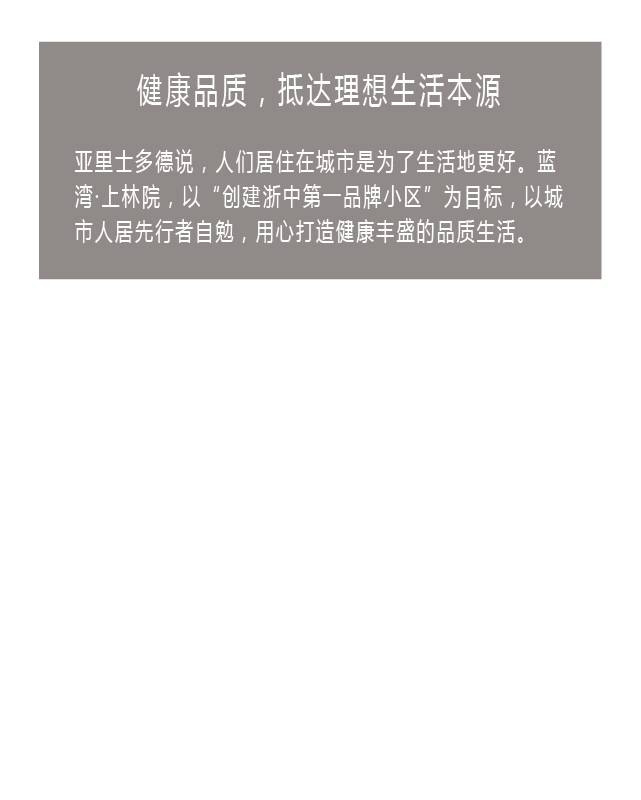 健康品质，抵达理想生活本源
亚里士多德说，人们居住在城市是为了生活地更好。蓝
湾·上林院，以“创建浙中第一品牌小区”为目标，以城
市人居先行者自勉，用心打造健康丰盛的品质生活。